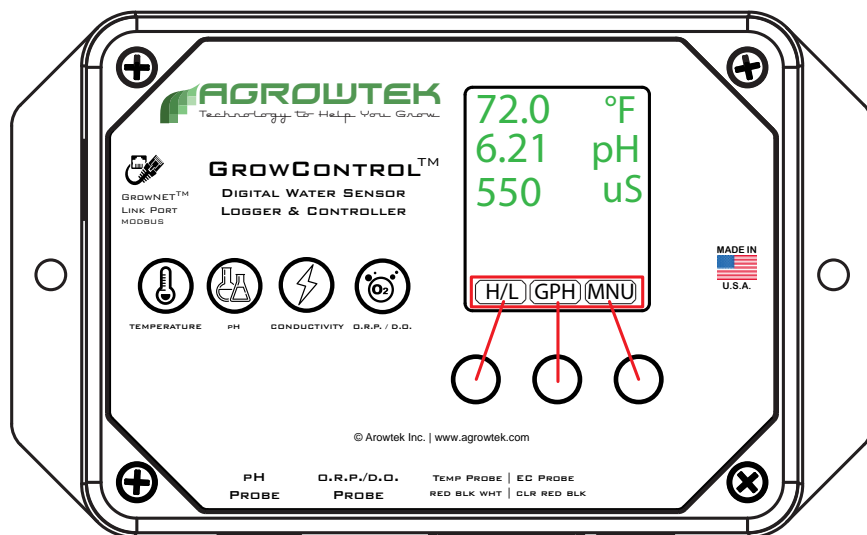 AGROWTEK
Technology to Help You Grow
GROWNET™
LINK PORT
MODBUS
GROWCONTROL™
DIGITAL WATER SENSOR
LOGGER & CONTROLLER
TEMPERATURE
pH
CONDUCTIVITY
O.R.P. / D.O.
O2
72.0 °F
6.21 pH
550 uS
H/L GPH MNU
MADE IN
U.S.A.
© Arowtek Inc. | www.agrowtek.com
pH
PROBE
O.R.P./D.O.
PROBE
TEMP PROBE | EC PROBE
RED BLK WHT | CLR RED BLK